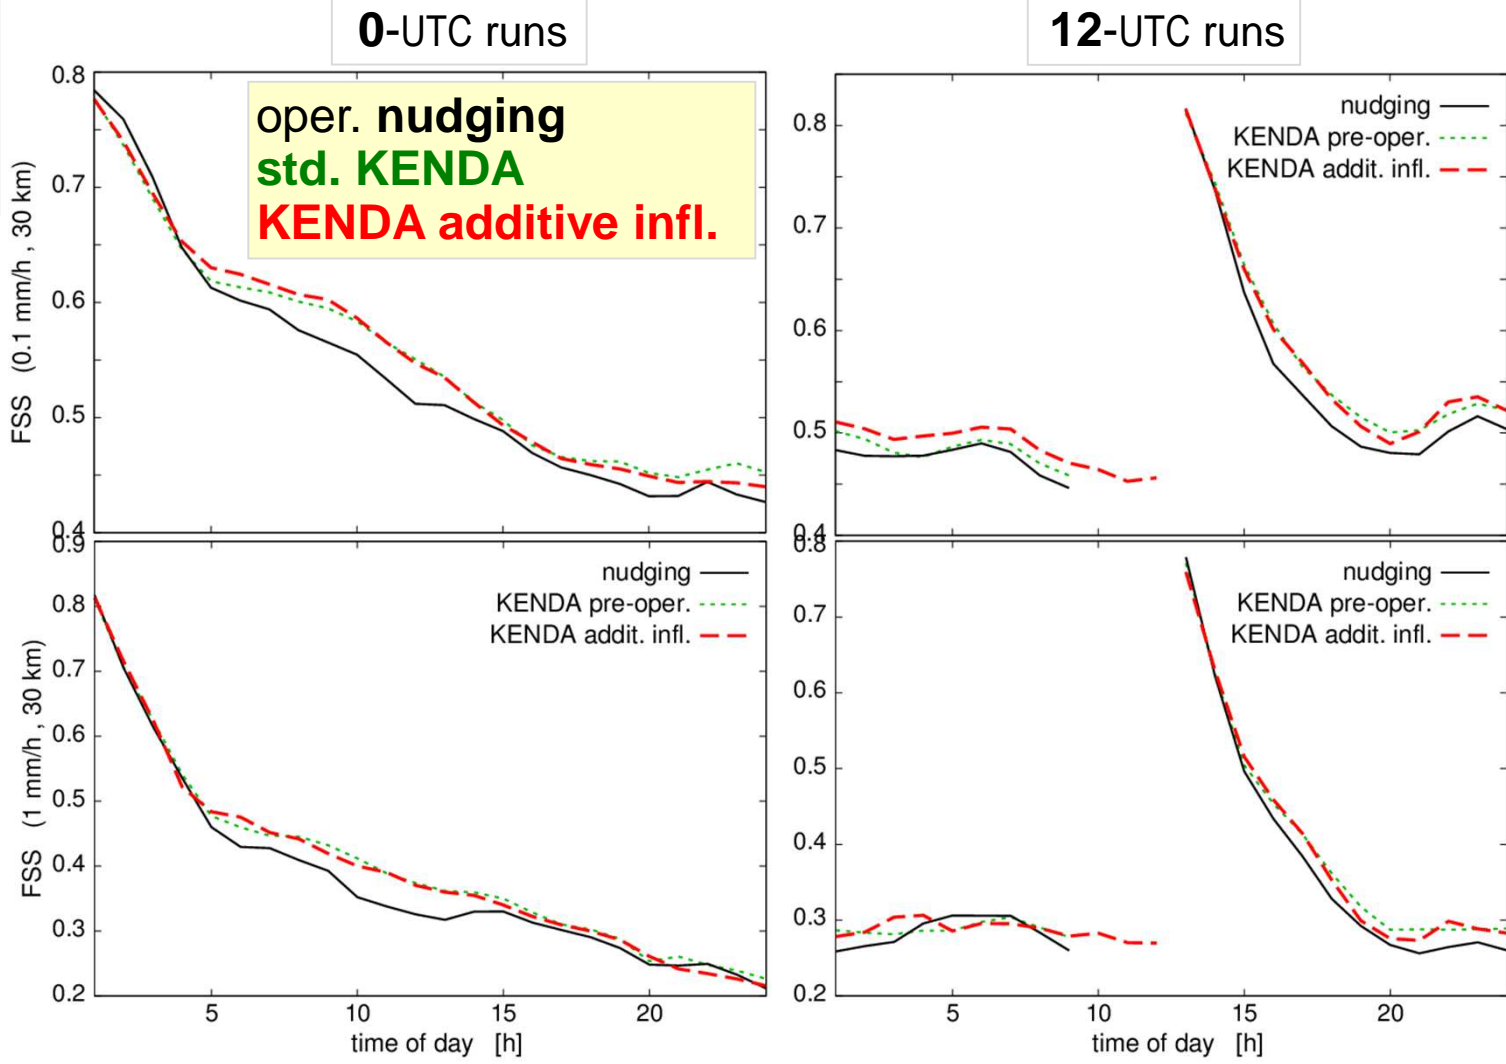 0-UTC runs
12-UTC runs
oper. nudging
std. KENDA
KENDA additive infl.
FSS (0.1 mm/h , 30 km)
0.8
0.7
0.6
0.5
0.4
nudging
KENDA pre-oper.
KENDA addit. infl.
0.8
0.7
0.6
0.5
0.4
FSS (1 mm/h , 30 km)
0.9
0.8
0.7
0.6
0.5
0.4
0.3
0.2
nudging
KENDA pre-oper.
KENDA addit. infl.
5 10 15 20
time of day [h]
0.8
0.7
0.6
0.5
0.4
0.3
0.2
nudging
KENDA pre-oper.
KENDA addit. infl.
5 10 15 20
time of day [h]